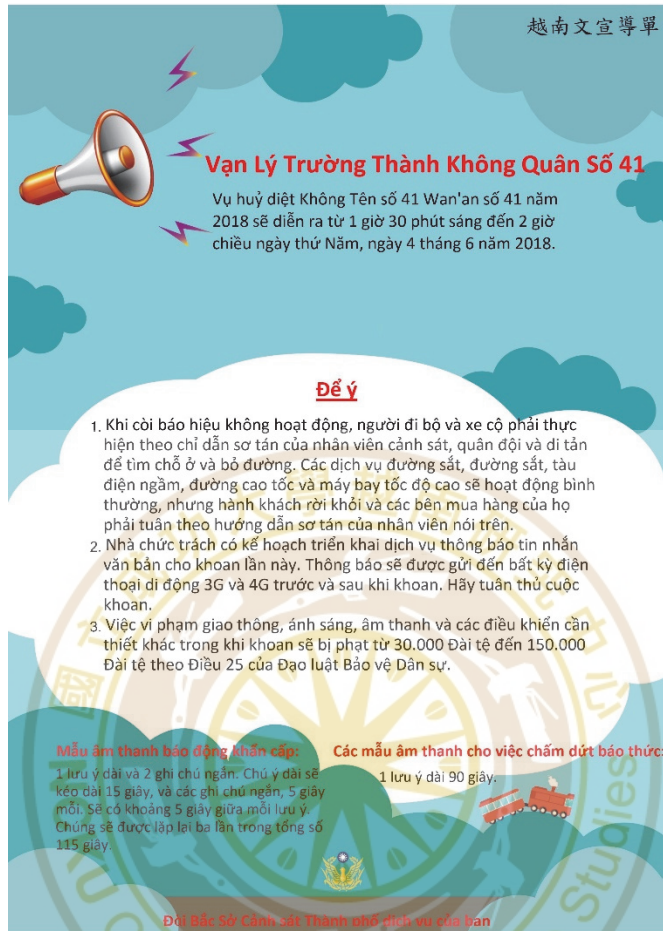 越南文宣導單
Vạn Lý Trường Thành Không Quân Số 41
Vụ huỷ diệt Không Tên số 41 Wan'an số 41 năm
2018 sẽ diễn ra từ 1 giờ 30 phút sáng đến 2 giờ
chiều ngày thứ Năm, ngày 4 tháng 6 năm 2018.
Để ý
1. Khi còi báo hiệu không hoạt động, người đi bộ và xe cộ phải thực
hiện theo chỉ dẫn sơ tán của nhân viên cảnh sát, quân đội và di tản
để tìm chỗ ở và bỏ đường. Các dịch vụ đường sắt, đường sắt, tàu
điện ngầm, đường cao tốc và máy bay tốc độ cao sẽ hoạt động bình
thường, nhưng hành khách rời khỏi và các bên mua hàng của họ
phải tuân theo hướng dẫn sơ tán của nhân viên nói trên.
2. Nhà chức trách có kế hoạch triển khai dịch vụ thông báo tin nhắn
văn bản cho khoan lần này. Thông báo sẽ được gửi đến bất kỳ điện
thoại di động 3G và 4G trước và sau khi khoan. Hãy tuân thủ cuộc
khoan.
3. Việc vi phạm giao thông, ánh sáng, âm thanh và các điều khiển cần
thiết khác trong khi khoan sẽ bị phạt từ 30.000 Đài tệ đến 150.000
Đài tệ theo Điều 25 của Đạo luật Bảo vệ Dân sự.
Mẫu âm thanh báo động khẩn cấp:
1 lưu ý dài và 2 ghi chú ngắn. Chú ý dài sẽ
kéo dài 15 giây, và các ghi chú ngắn, 5 giây
mỗi. Sẽ có khoảng 5 giây giữa mỗi lưu ý.
Chúng sẽ được lặp lại ba lần trong tổng số
115 giây.
Các mẫu âm thanh cho việc chấm dứt báo thức:
1 lưu ý dài 90 giây.
Đài Bắc Sở Cảnh sát Thành phố dịch vụ của bạn
國立成功大學越南研究中心
Studies